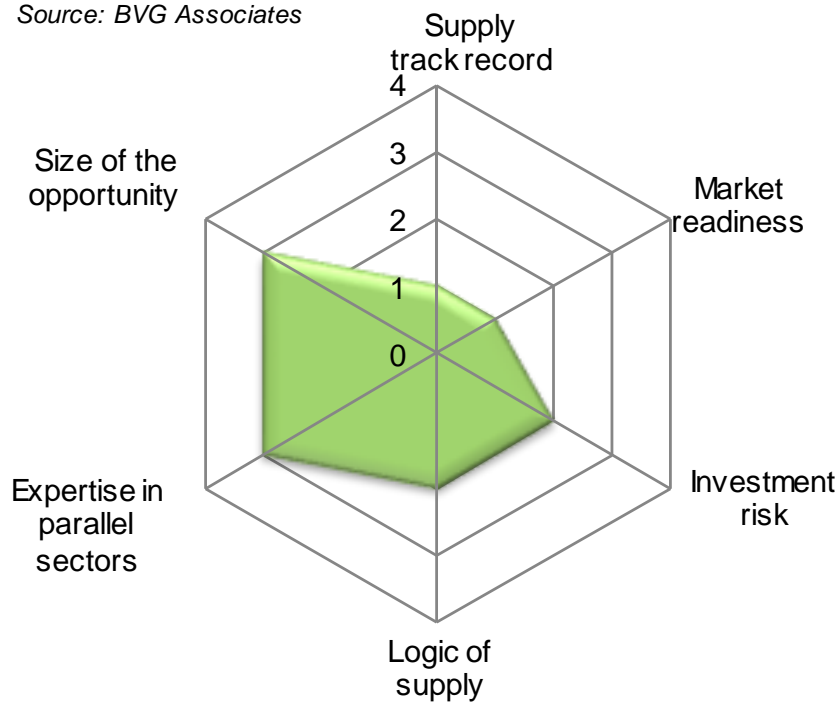 Source: BVG Associates
Supply
track record
4
3
2
1
0
Size of the
opportunity
Market
readiness
Expertise in
parallel
sectors
Investment
risk
Logic of
supply